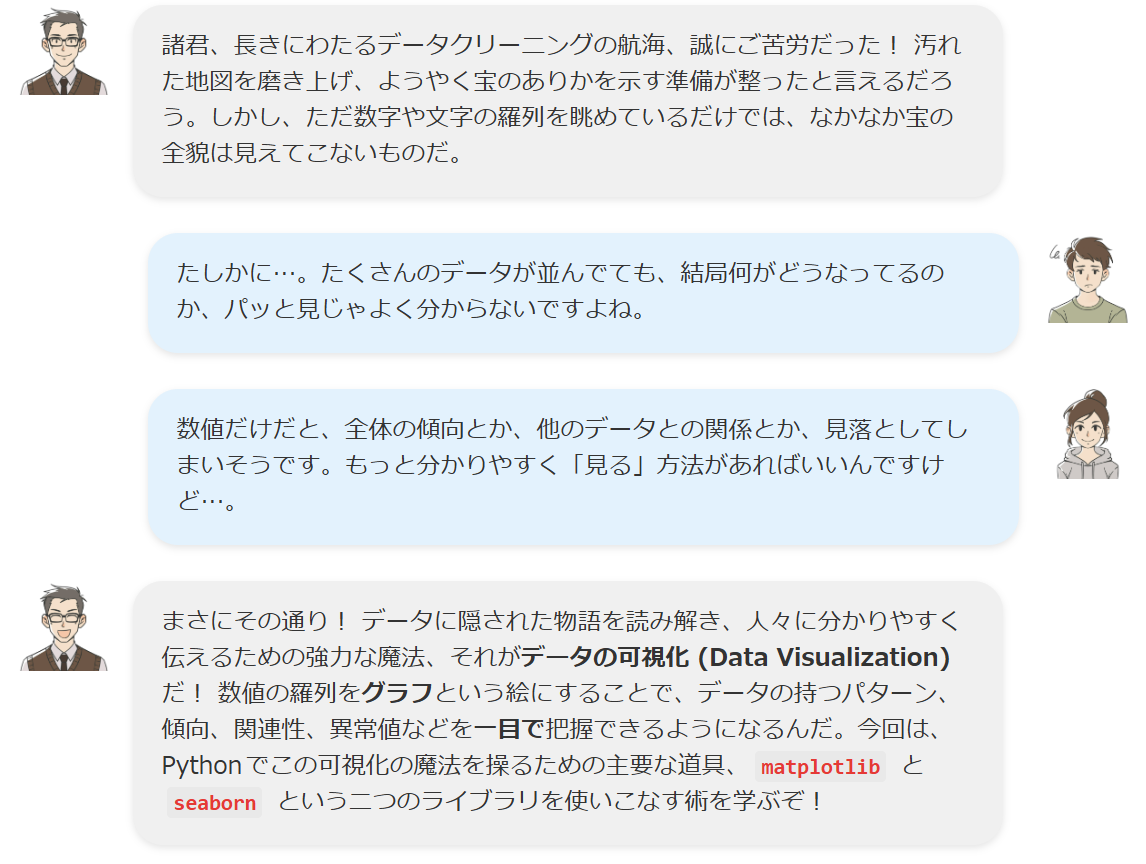 諸君、長きにわたるデータクリーニングの航海、誠にご苦労だった！ 汚れ
た地図を磨き上げ、ようやく宝のありかを示す準備が整ったと言えるだろ
う。しかし、ただ数字や文字の羅列を眺めているだけでは、なかなか宝の
全貌は見えてこないものだ。
たしかに…。たくさんのデータが並んでても、結局何がどうなってるの
か、パッと見じゃよく分からないですよね。
数値だけだと、全体の傾向とか、他のデータとの関係とか、見落としてし
まいそうです。もっと分かりやすく「見る」方法があればいいんですけ
ど…。
まさにその通り！ データに隠された物語を読み解き、人々に分かりやすく
伝えるための強力な魔法、それがデータの可視化 (Data Visualization)
だ！ 数値の羅列をグラフという絵にすることで、データの持つパターン、
傾向、関連性、異常値などを一目で把握できるようになるんだ。今回は、
Pythonでこの可視化の魔法を操るための主要な道具、 matplotlib と
seaborn という二つのライブラリを使いこなす術を学ぶぞ！